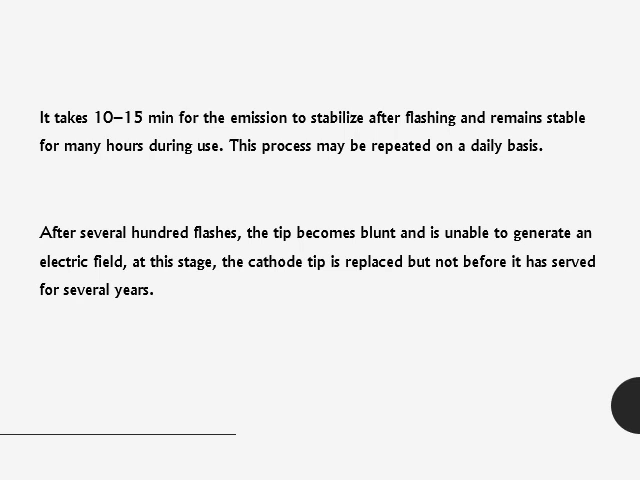 It takes 10–15 min for the emission to stabilize after flashing and remains stable
for many hours during use. This process may be repeated on a daily basis.
After several hundred flashes, the tip becomes blunt and is unable to generate an
electric field, at this stage, the cathode tip is replaced but not before it has served
for several years.